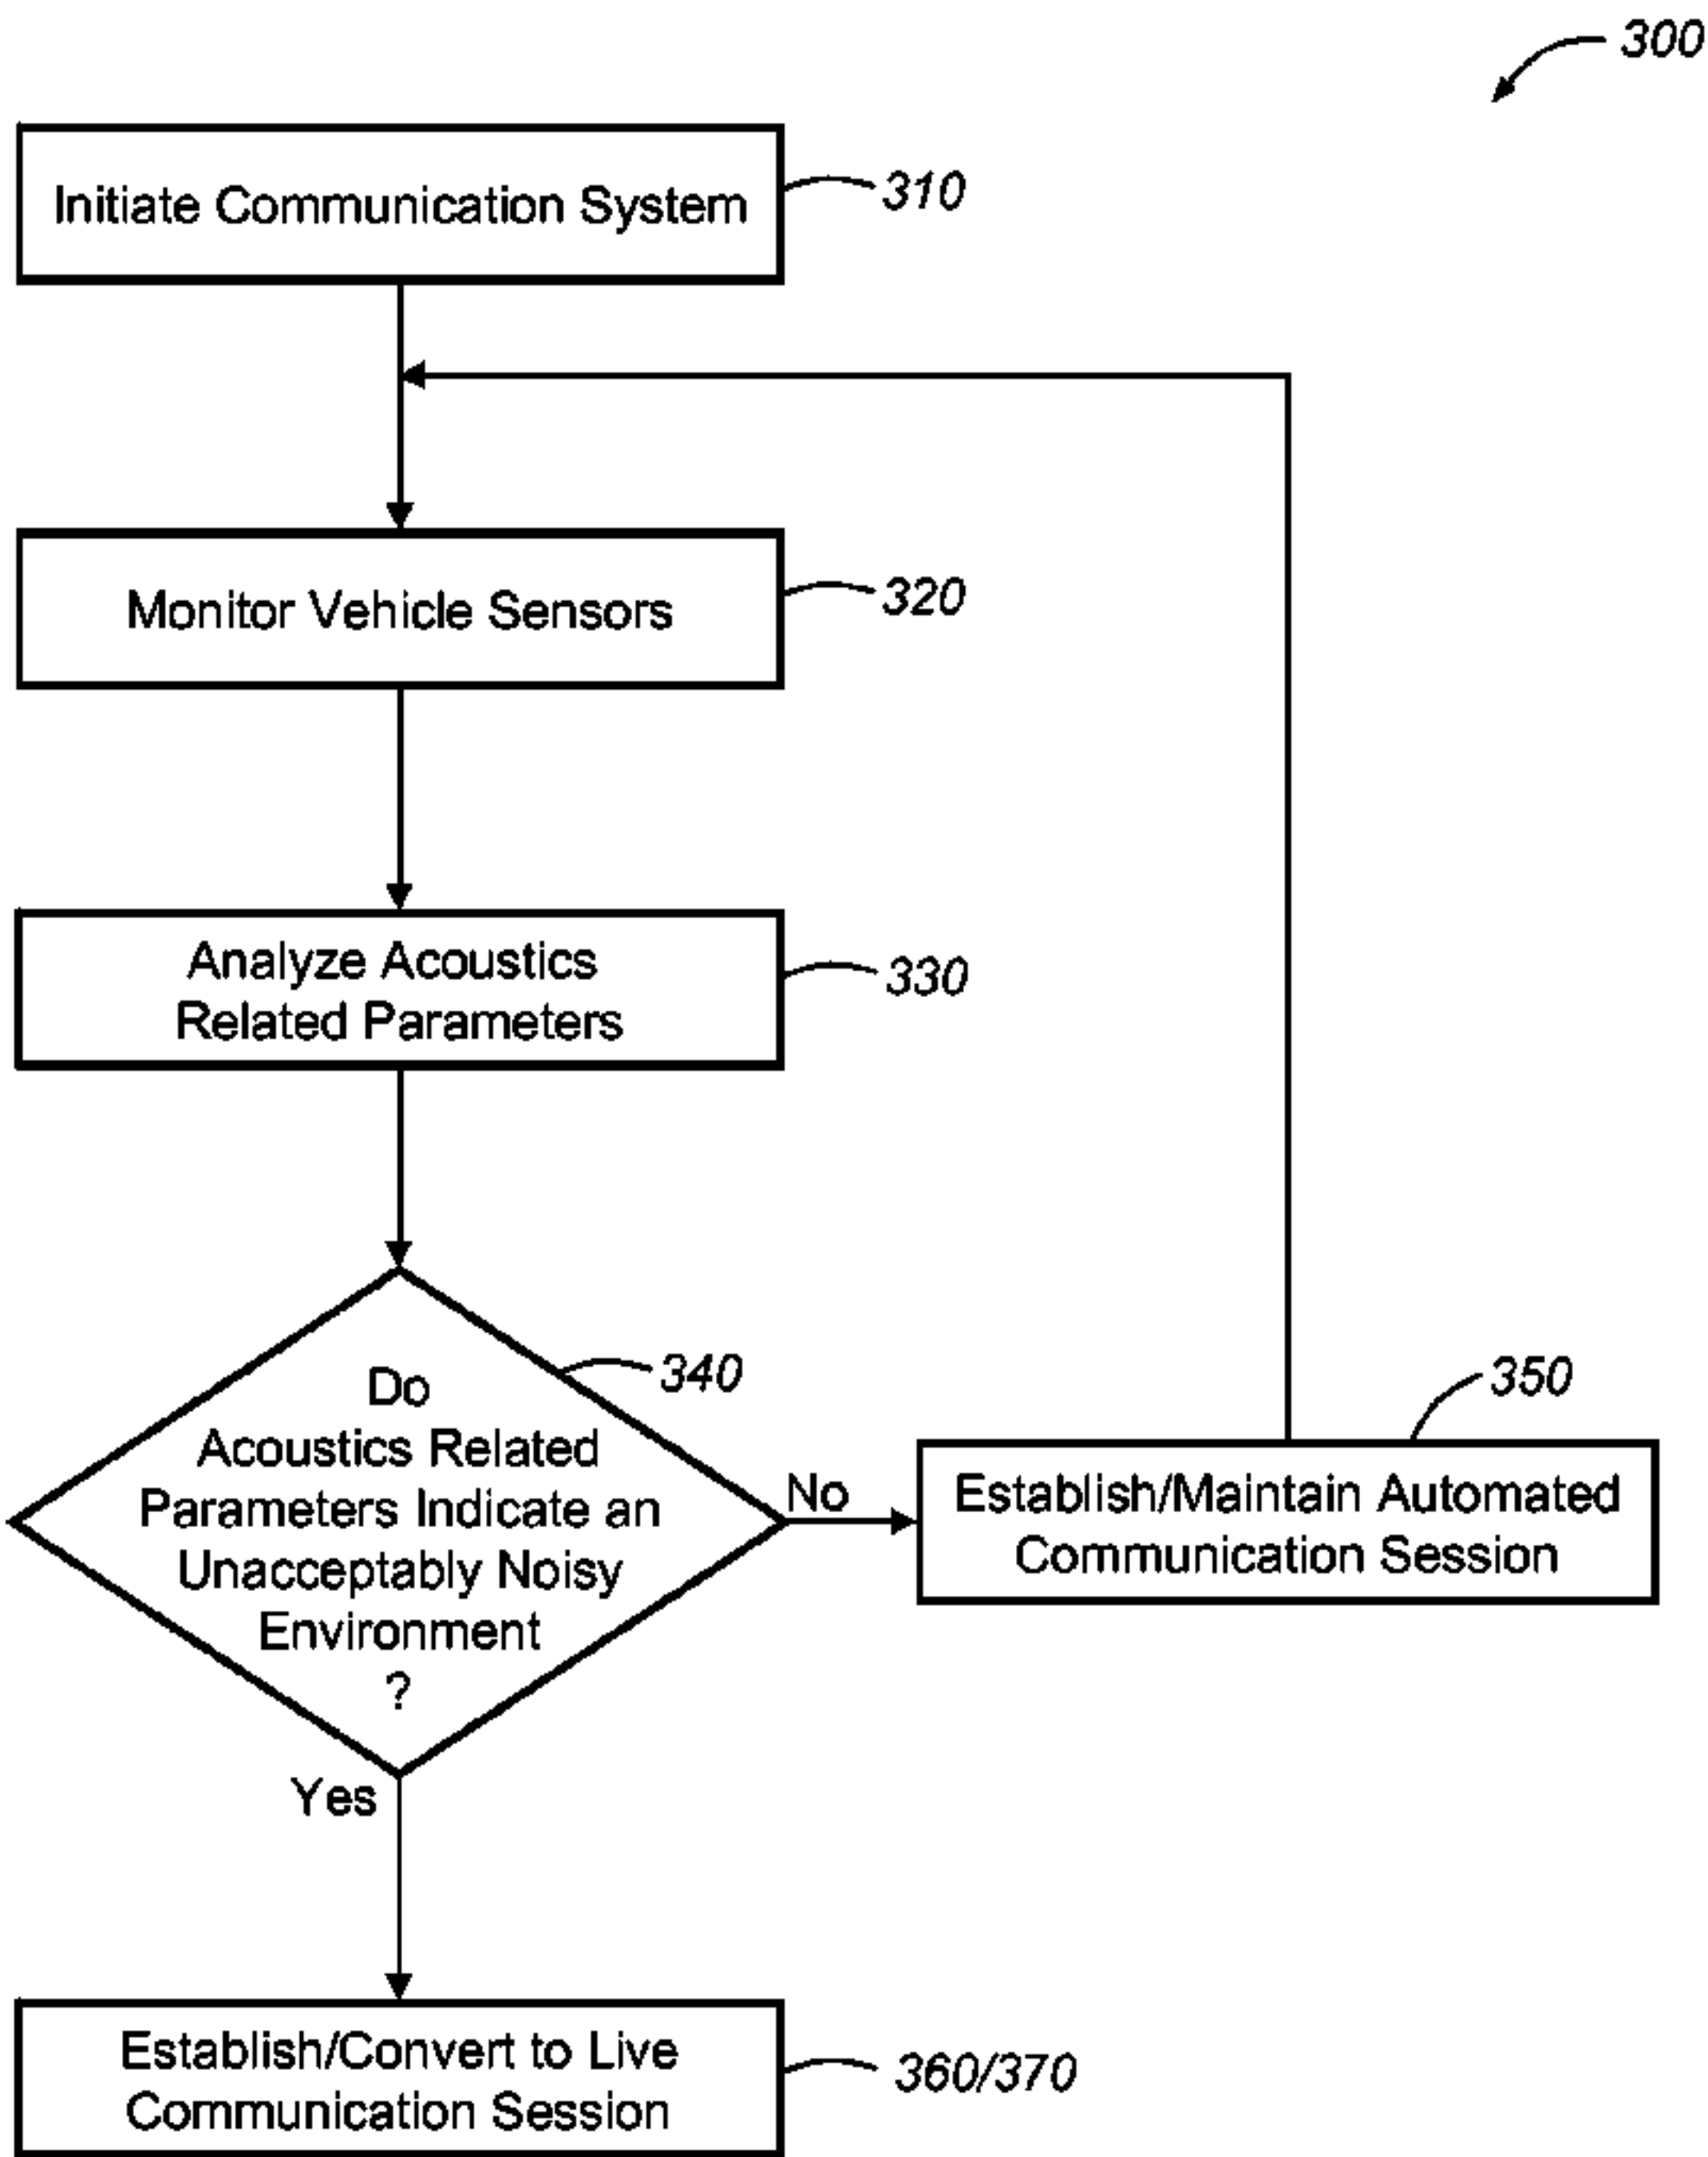 300
Initiate Communication System
310
Monitor Vehicle Sensors
320
Analyze Acoustics
Related Parameters
330
Do
Acoustics Related
Parameters Indicate an
Unacceptably Noisy
Environment
?
340
No
350
Establish/Maintain Automated
Communication Session
Yes
Establish/Convert to Live
Communication Session
360/370